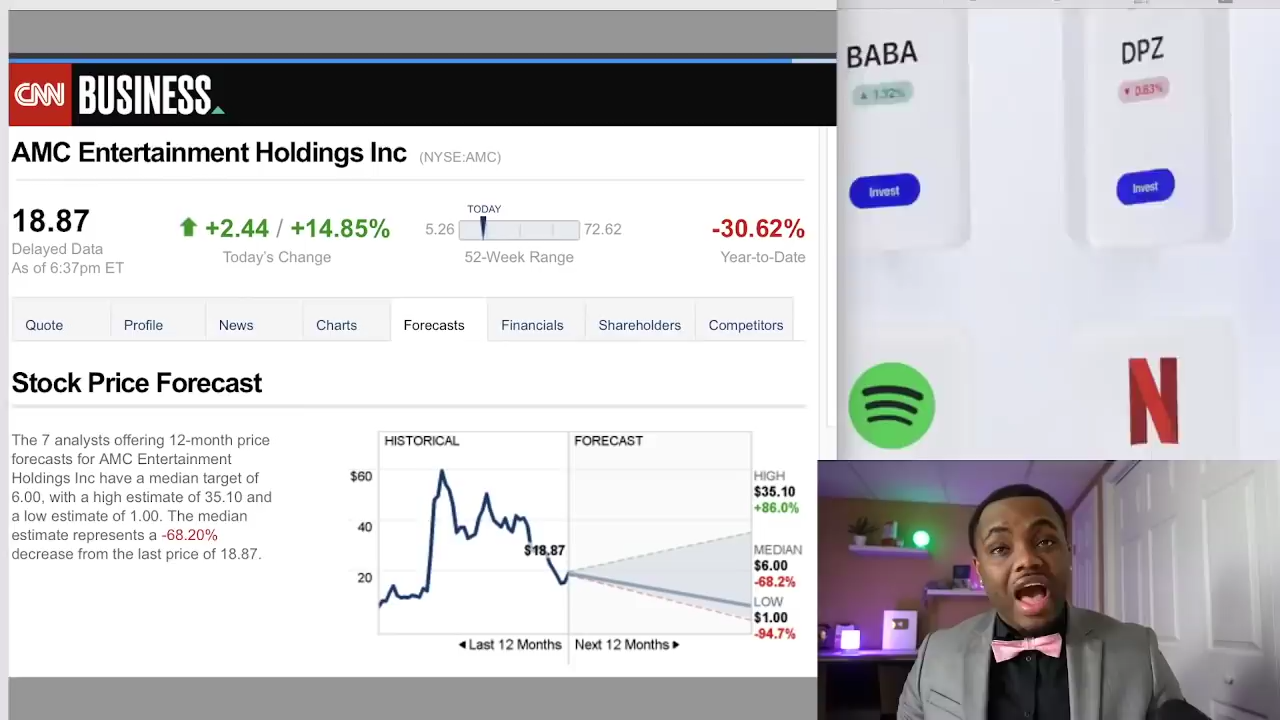 CNN BUSINESS
AMC Entertainment Holdings Inc (NYSE:AMC)
18.87
Delayed Data
As of 6:37pm ET
+2.44 / +14.85%
Today's Change
TODAY
5.26
72.62
52-Week Range
-30.62%
Year-to-Date
Quote
Profile
News
Charts
Forecasts
Financials
Shareholders
Competitors
Stock Price Forecast
The 7 analysts offering 12-month price
forecasts for AMC Entertainment
Holdings Inc have a median target of
6.00, with a high estimate of 35.10 and
a low estimate of 1.00. The median
estimate represents a -68.20%
decrease from the last price of 18.87.
HISTORICAL
FORECAST
$60
40
20
$18.87
HIGH
$35.10
+86.0%
MEDIAN
$6.00
-68.2%
LOW
$1.00
-94.7%
Last 12 Months
Next 12 Months
BABA
1.32%
Invest
DPZ
0.63%
Invest
N